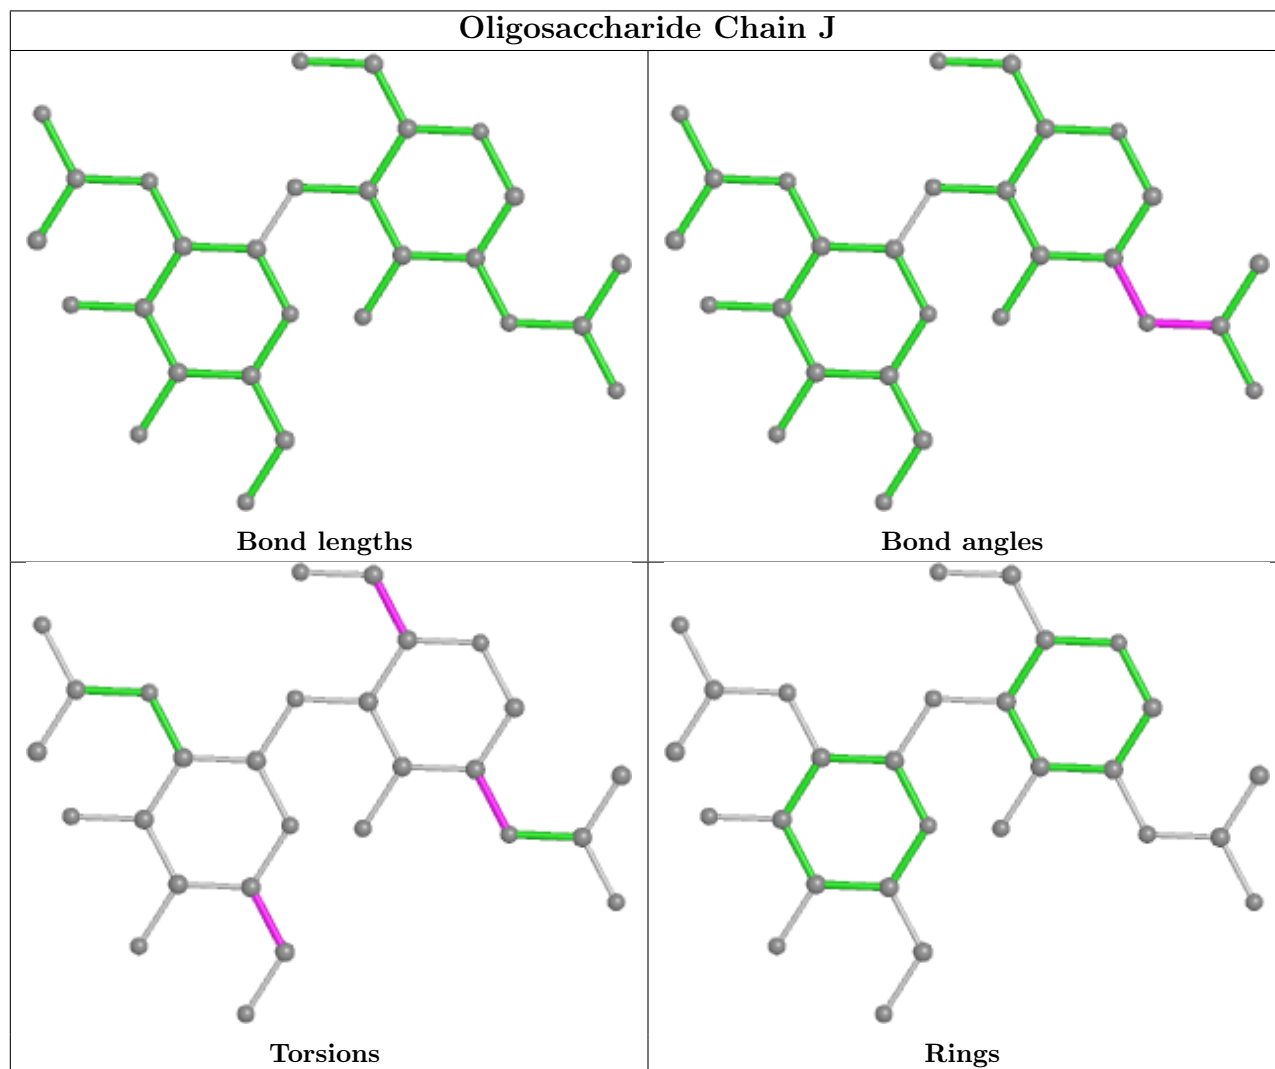 Oligosaccharide Chain J
Bond lengths
Bond angles
Torsions
Rings